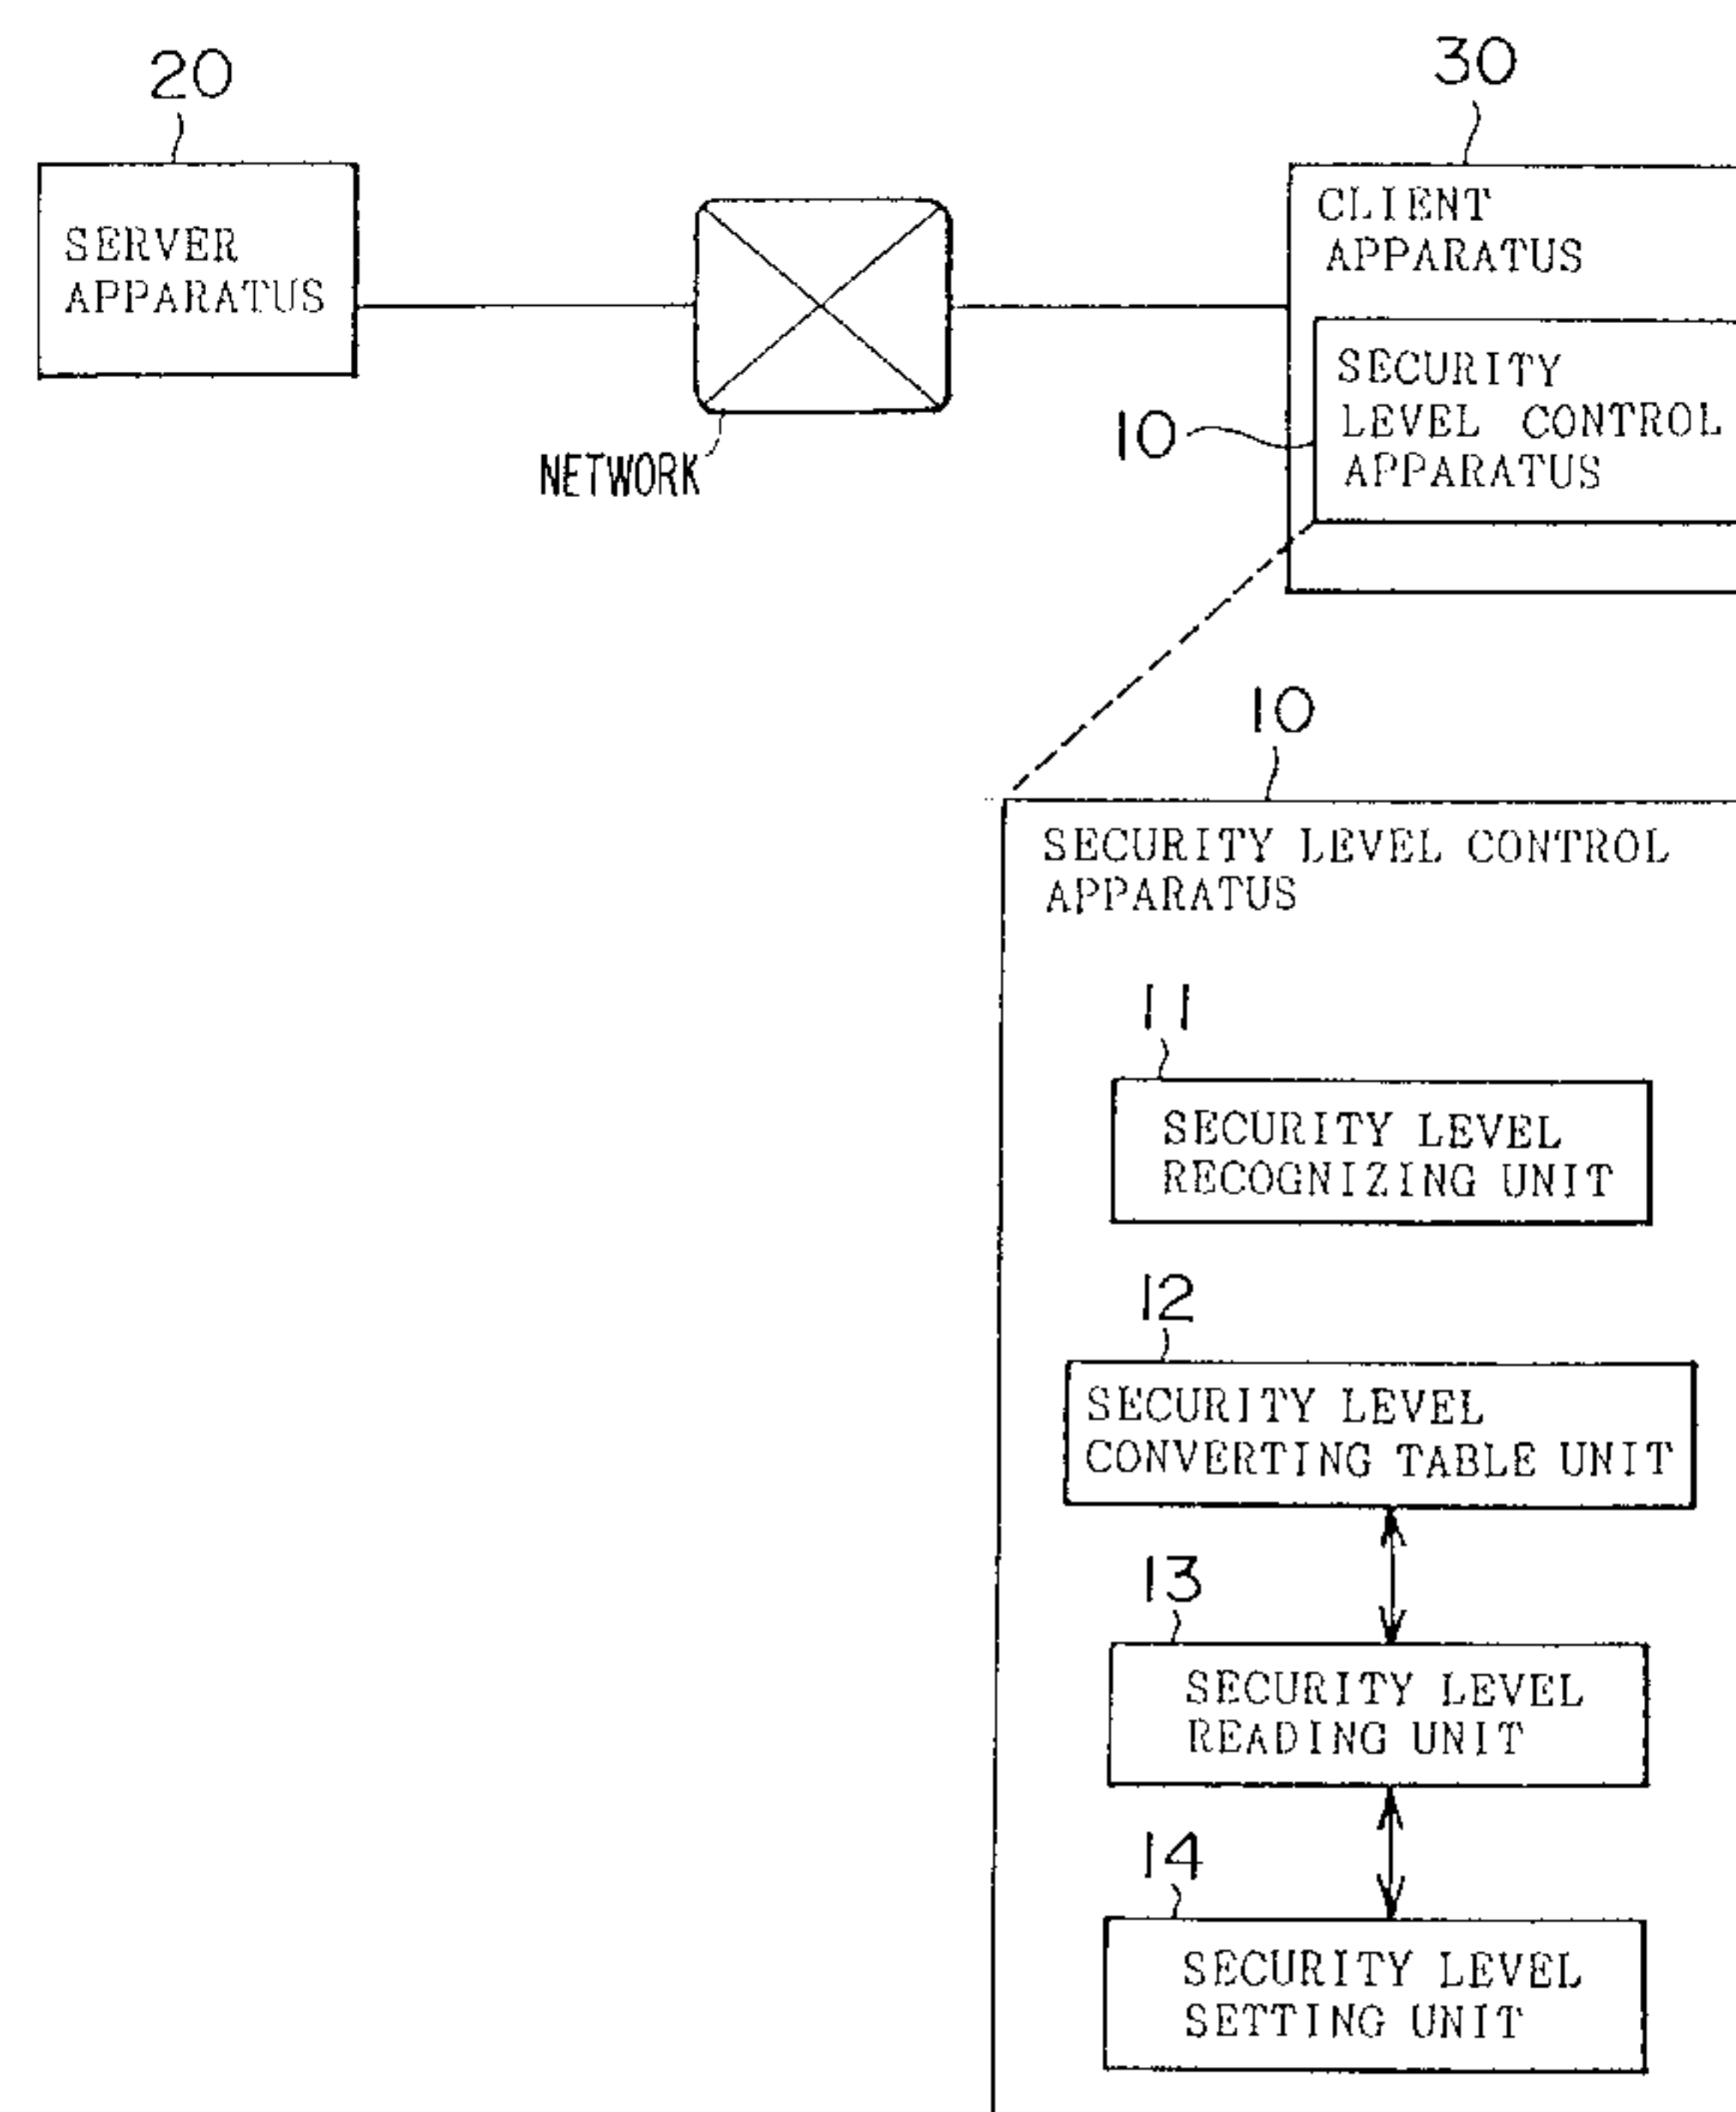 20
30
SERVER
APPARATUS
CLIENT
APPARATUS
SECURITY
LEVEL CONTROL
APPARATUS
10
NETWORK
10
SECURITY LEVEL CONTROL
APPARATUS
11
SECURITY LEVEL
RECOGNIZING UNIT
12
SECURITY LEVEL
CONVERTING TABLE UNIT
13
SECURITY LEVEL
READING UNIT
14
SECURITY LEVEL
SETTING UNIT